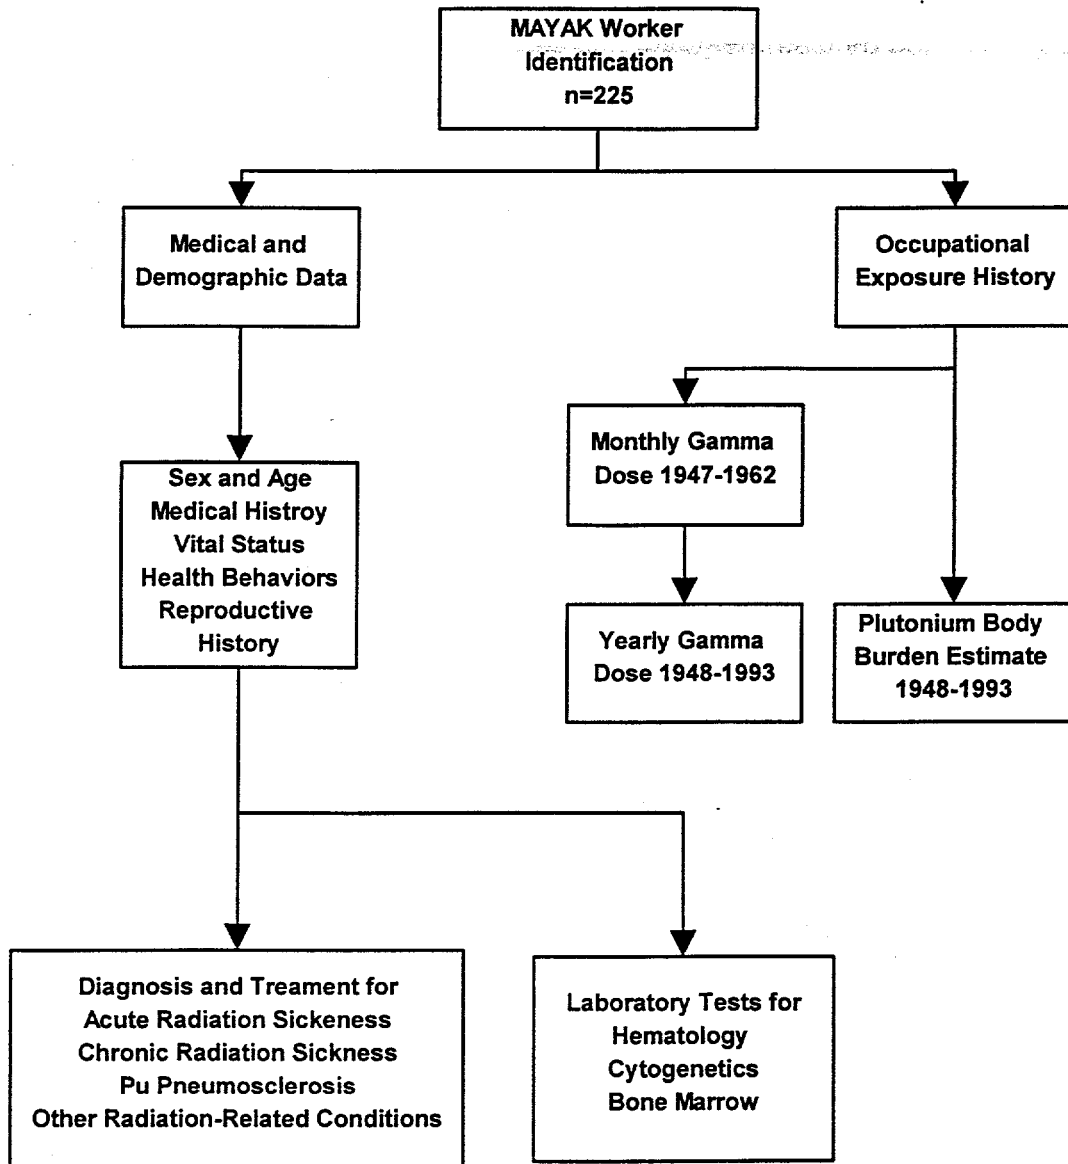 MAYAK Worker
Identification
n=225
Medical and
Demographic Data
Occupational
Exposure History
Monthly Gamma
Dose 1947-1962
Sex and Age
Medical Histroy
Vital Status
Health Behaviors
Reproductive
History
Yearly Gamma
Dose 1948-1993
Plutonium Body
Burden Estimate
1948-1993
Diagnosis and Treament for
Acute Radiation Sickeness
Chronic Radiation Sickness
Pu Pneumosclerosis
Other Radiation-Related Conditions
Laboratory Tests for
Hematology
Cytogenetics
Bone Marrow